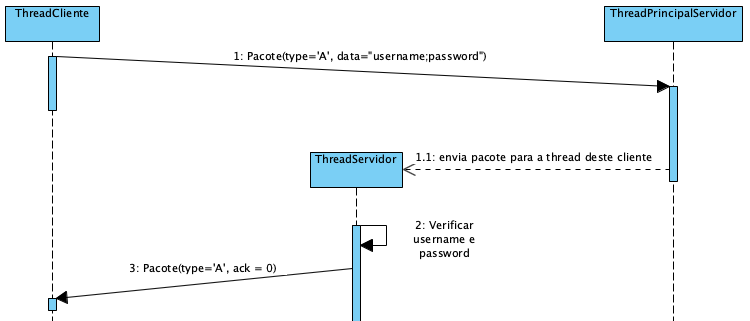 ThreadCliente
ThreadPrincipalServidor
1: Pacote(type='A', data="username;password")
ThreadServidor
1.1: envia pacote para a thread deste cliente
2: Verificar
username e
password
3: Pacote(type='A', ack = 0)